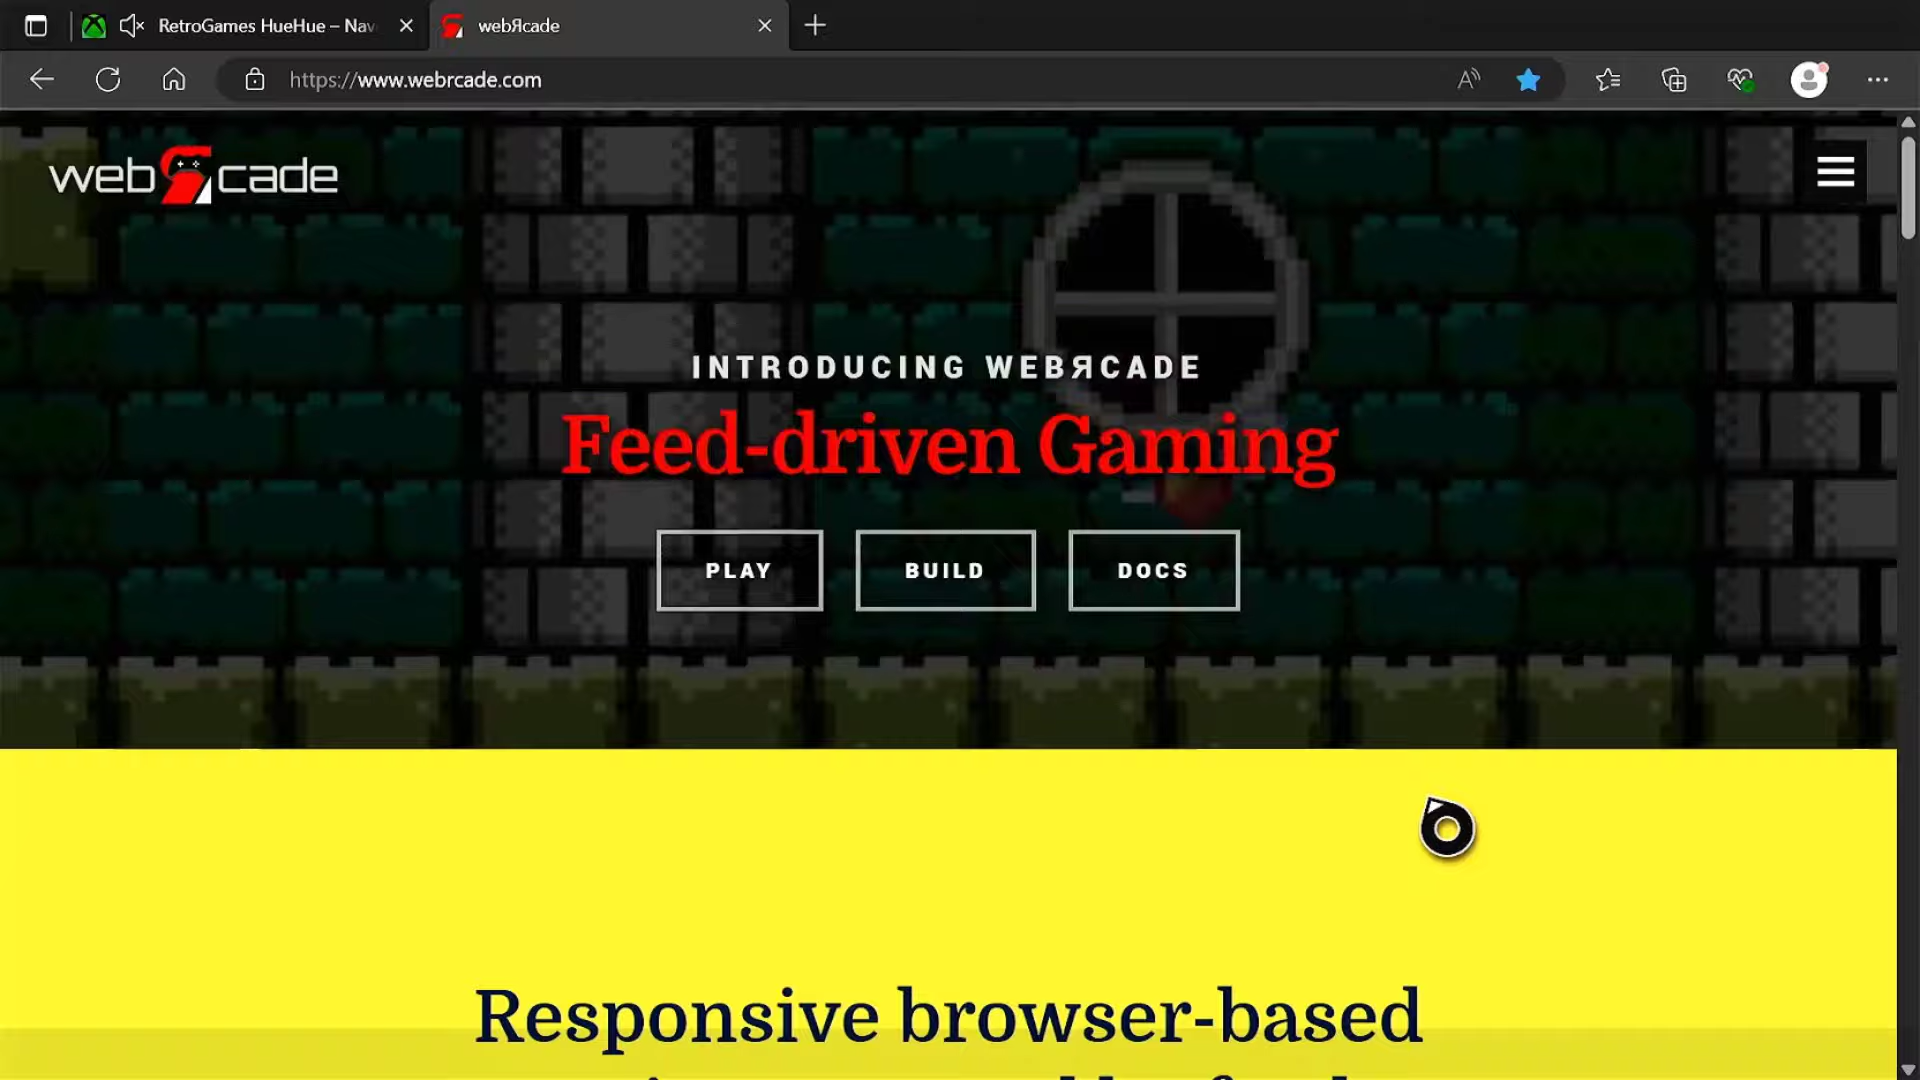 RetroGames HueHue – Nav
webЯcade
https://www.webrcade.com
webЯcade
INTRODUCING WEBЯCADE
Feed-driven Gaming
PLAY
BUILD
DOCS
Responsive browser-based